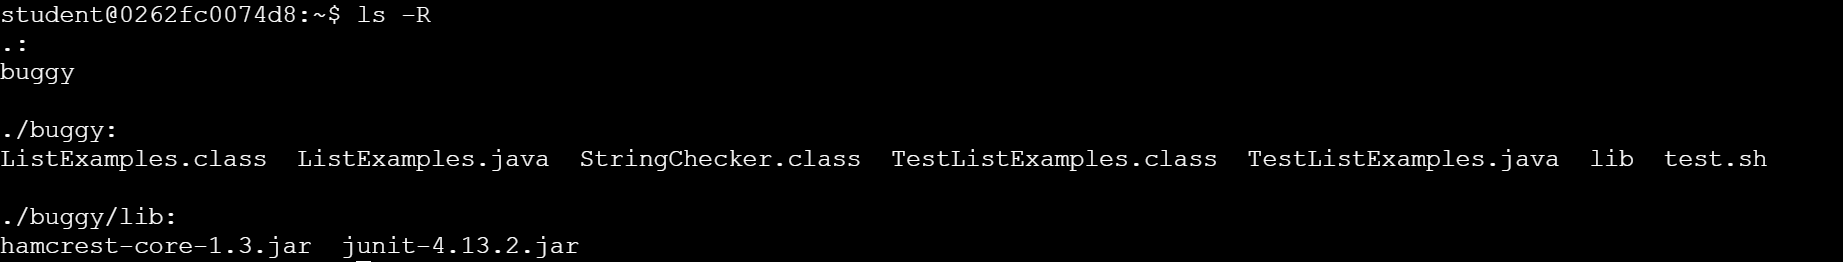 student@0262fc0074d8:~$ ls -R
.:
buggy

./buggy:
ListExamples.class  ListExamples.java  StringChecker.class  TestListExamples.class  TestListExamples.java  lib  test.sh

./buggy/lib:
hamcrest-core-1.3.jar  junit-4.13.2.jar